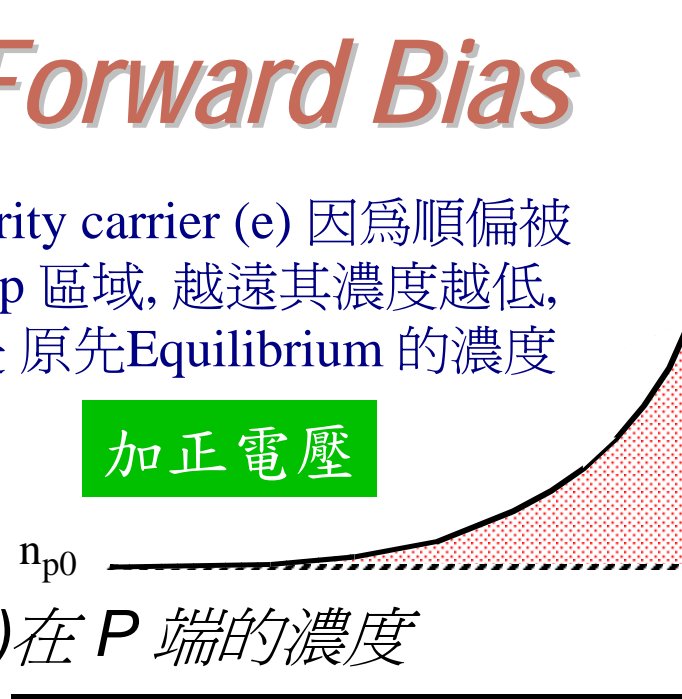 Forward Bias
rity carrier (e) 因為順偏被
p 區域, 越遠其濃度越低,
原先Equilibrium 的濃度
加正電壓
np0
)在 P 端的濃度